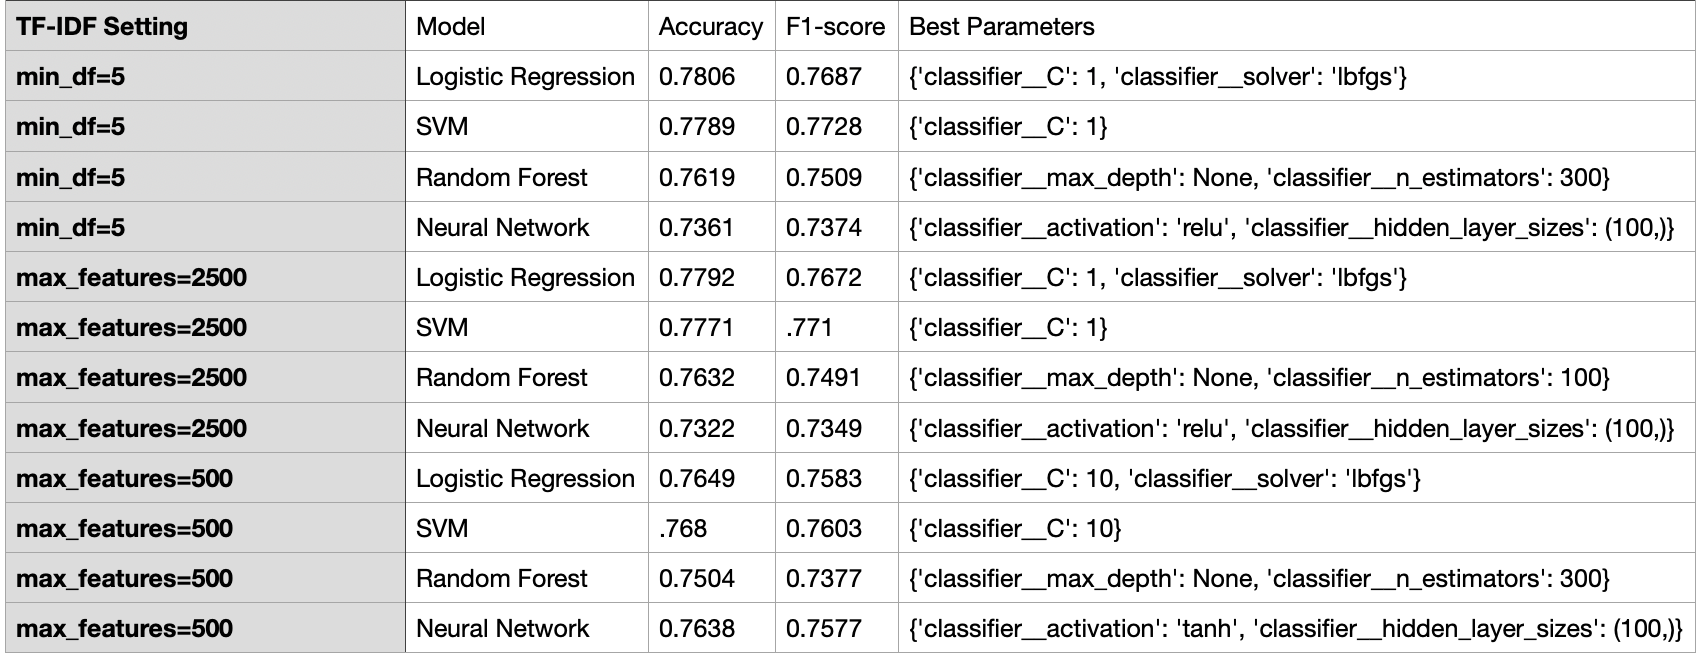 TF-IDF Setting Model Accuracy F1-score Best Parameters
min_df=5 Logistic Regression 0.7806 0.7687 {'classifier__C': 1, 'classifier__solver': 'lbfgs'}
min_df=5 SVM 0.7789 0.7728 {'classifier__C': 1}
min_df=5 Random Forest 0.7619 0.7509 {'classifier__max_depth': None, 'classifier__n_estimators': 300}
min_df=5 Neural Network 0.7361 0.7374 {'classifier__activation': 'relu', 'classifier__hidden_layer_sizes': (100,)}
max_features=2500 Logistic Regression 0.7792 0.7672 {'classifier__C': 1, 'classifier__solver': 'lbfgs'}
max_features=2500 SVM 0.7771 .771 {'classifier__C': 1}
max_features=2500 Random Forest 0.7632 0.7491 {'classifier__max_depth': None, 'classifier__n_estimators': 100}
max_features=2500 Neural Network 0.7322 0.7349 {'classifier__activation': 'relu', 'classifier__hidden_layer_sizes': (100,)}
max_features=500 Logistic Regression 0.7649 0.7583 {'classifier__C': 10, 'classifier__solver': 'lbfgs'}
max_features=500 SVM .768 0.7603 {'classifier__C': 10}
max_features=500 Random Forest 0.7504 0.7377 {'classifier__max_depth': None, 'classifier__n_estimators': 300}
max_features=500 Neural Network 0.7638 0.7577 {'classifier__activation': 'tanh', 'classifier__hidden_layer_sizes': (100,)}